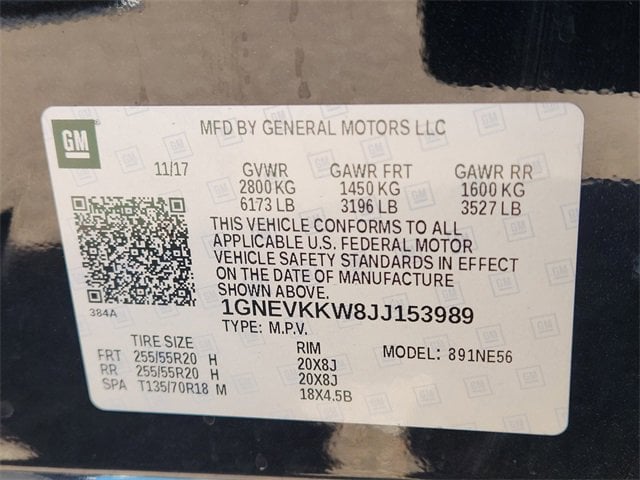 GM
MFD BY GENERAL MOTORS LLC
11/17 GVWR GAWR FRT GAWR RR
2800 KG 1450 KG 1600 KG
6173 LB 3196 LB 3527 LB
THIS VEHICLE CONFORMS TO ALL
APPLICABLE U.S. FEDERAL MOTOR
VEHICLE SAFETY STANDARDS IN EFFECT
ON THE DATE OF MANUFACTURE
SHOWN ABOVE.
384A
1GNEVKKW8JJ153989
TYPE: M.P.V.
TIRE SIZE RIM MODEL: 891NE56
FRT 255/55R20 H 20X8J
RR 255/55R20 H 20X8J
SPA T135/70R18 M 18X4.5B